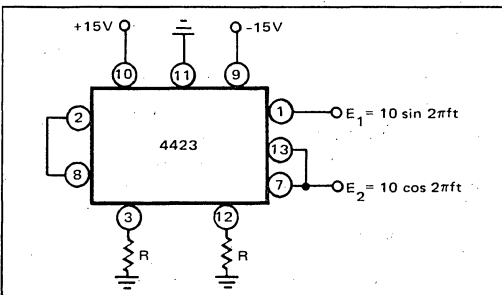 +15V
-15V
10
11
9
2
1
E₁ = 10 sin 2πft
4423
13
8
7
E₂ = 10 cos 2πft
3
12
R
R